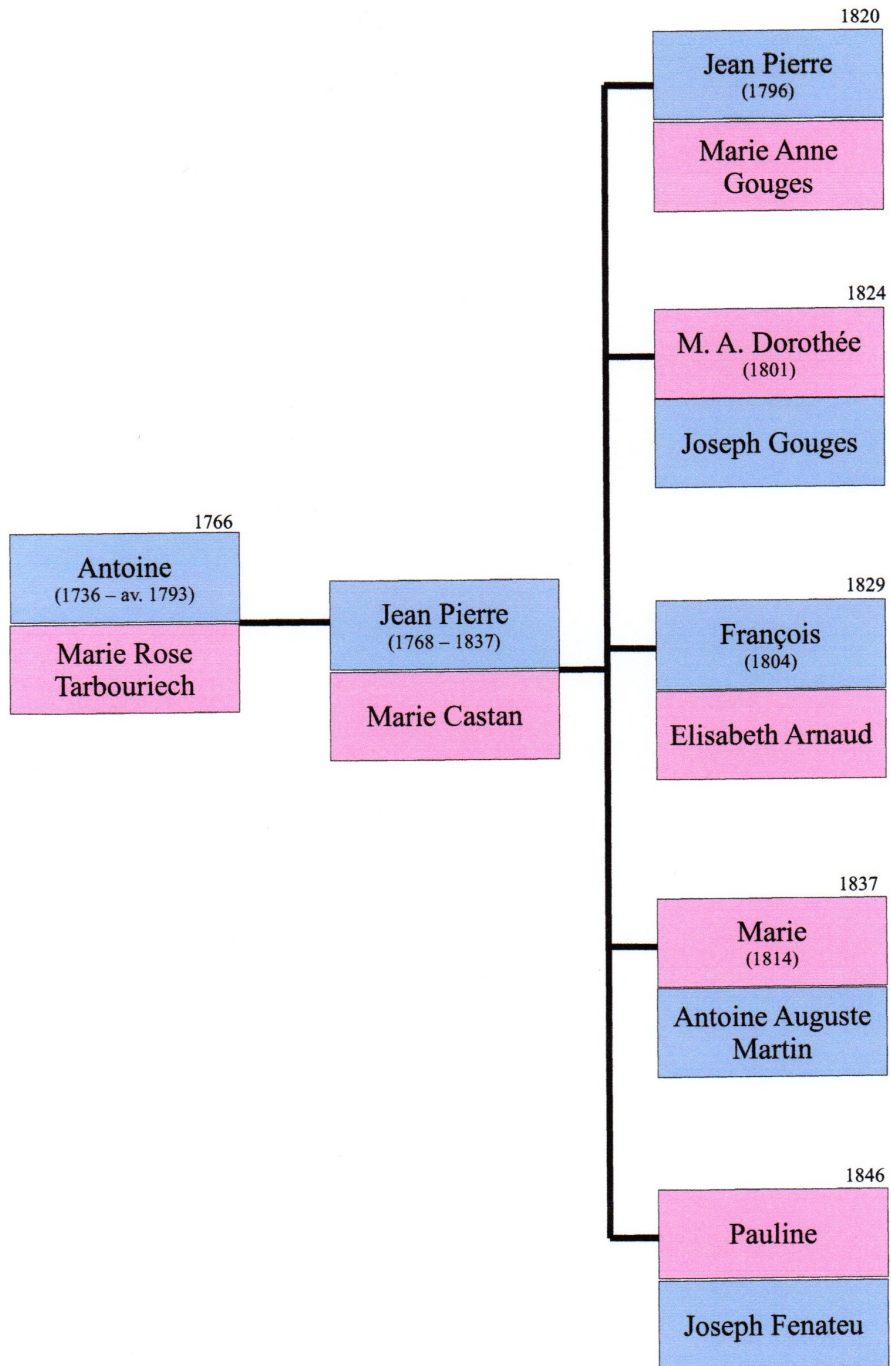 1766
Antoine
(1736 – av. 1793)
Marie Rose
Tarbouriech
Jean Pierre
(1768 – 1837)
Marie Castan
1820
Jean Pierre
(1796)
Marie Anne
Gouges
1824
M. A. Dorothée
(1801)
Joseph Gouges
1829
François
(1804)
Elisabeth Arnaud
1837
Marie
(1814)
Antoine Auguste
Martin
1846
Pauline
Joseph Fenateu